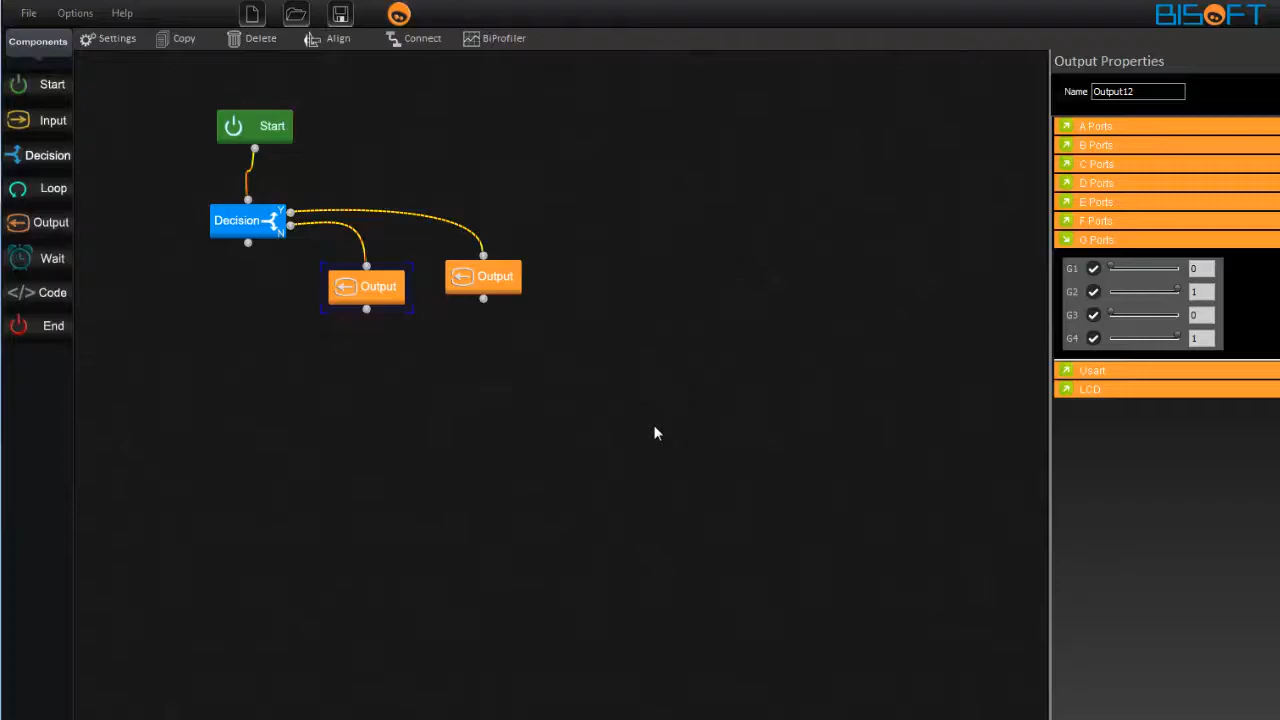 File Options Help
BISOFT
Components Settings Copy Delete Align Connect BiProfiler
Start
Input
Decision
Loop
Output
Wait
Code
End
Start
Decision Y
N
Output
Output
Output Properties
Name Output12
A Ports
B Ports
C Ports
D Ports
E Ports
F Ports
G Ports
G1 0
G2 1
G3 0
G4 1
Usart
LCD